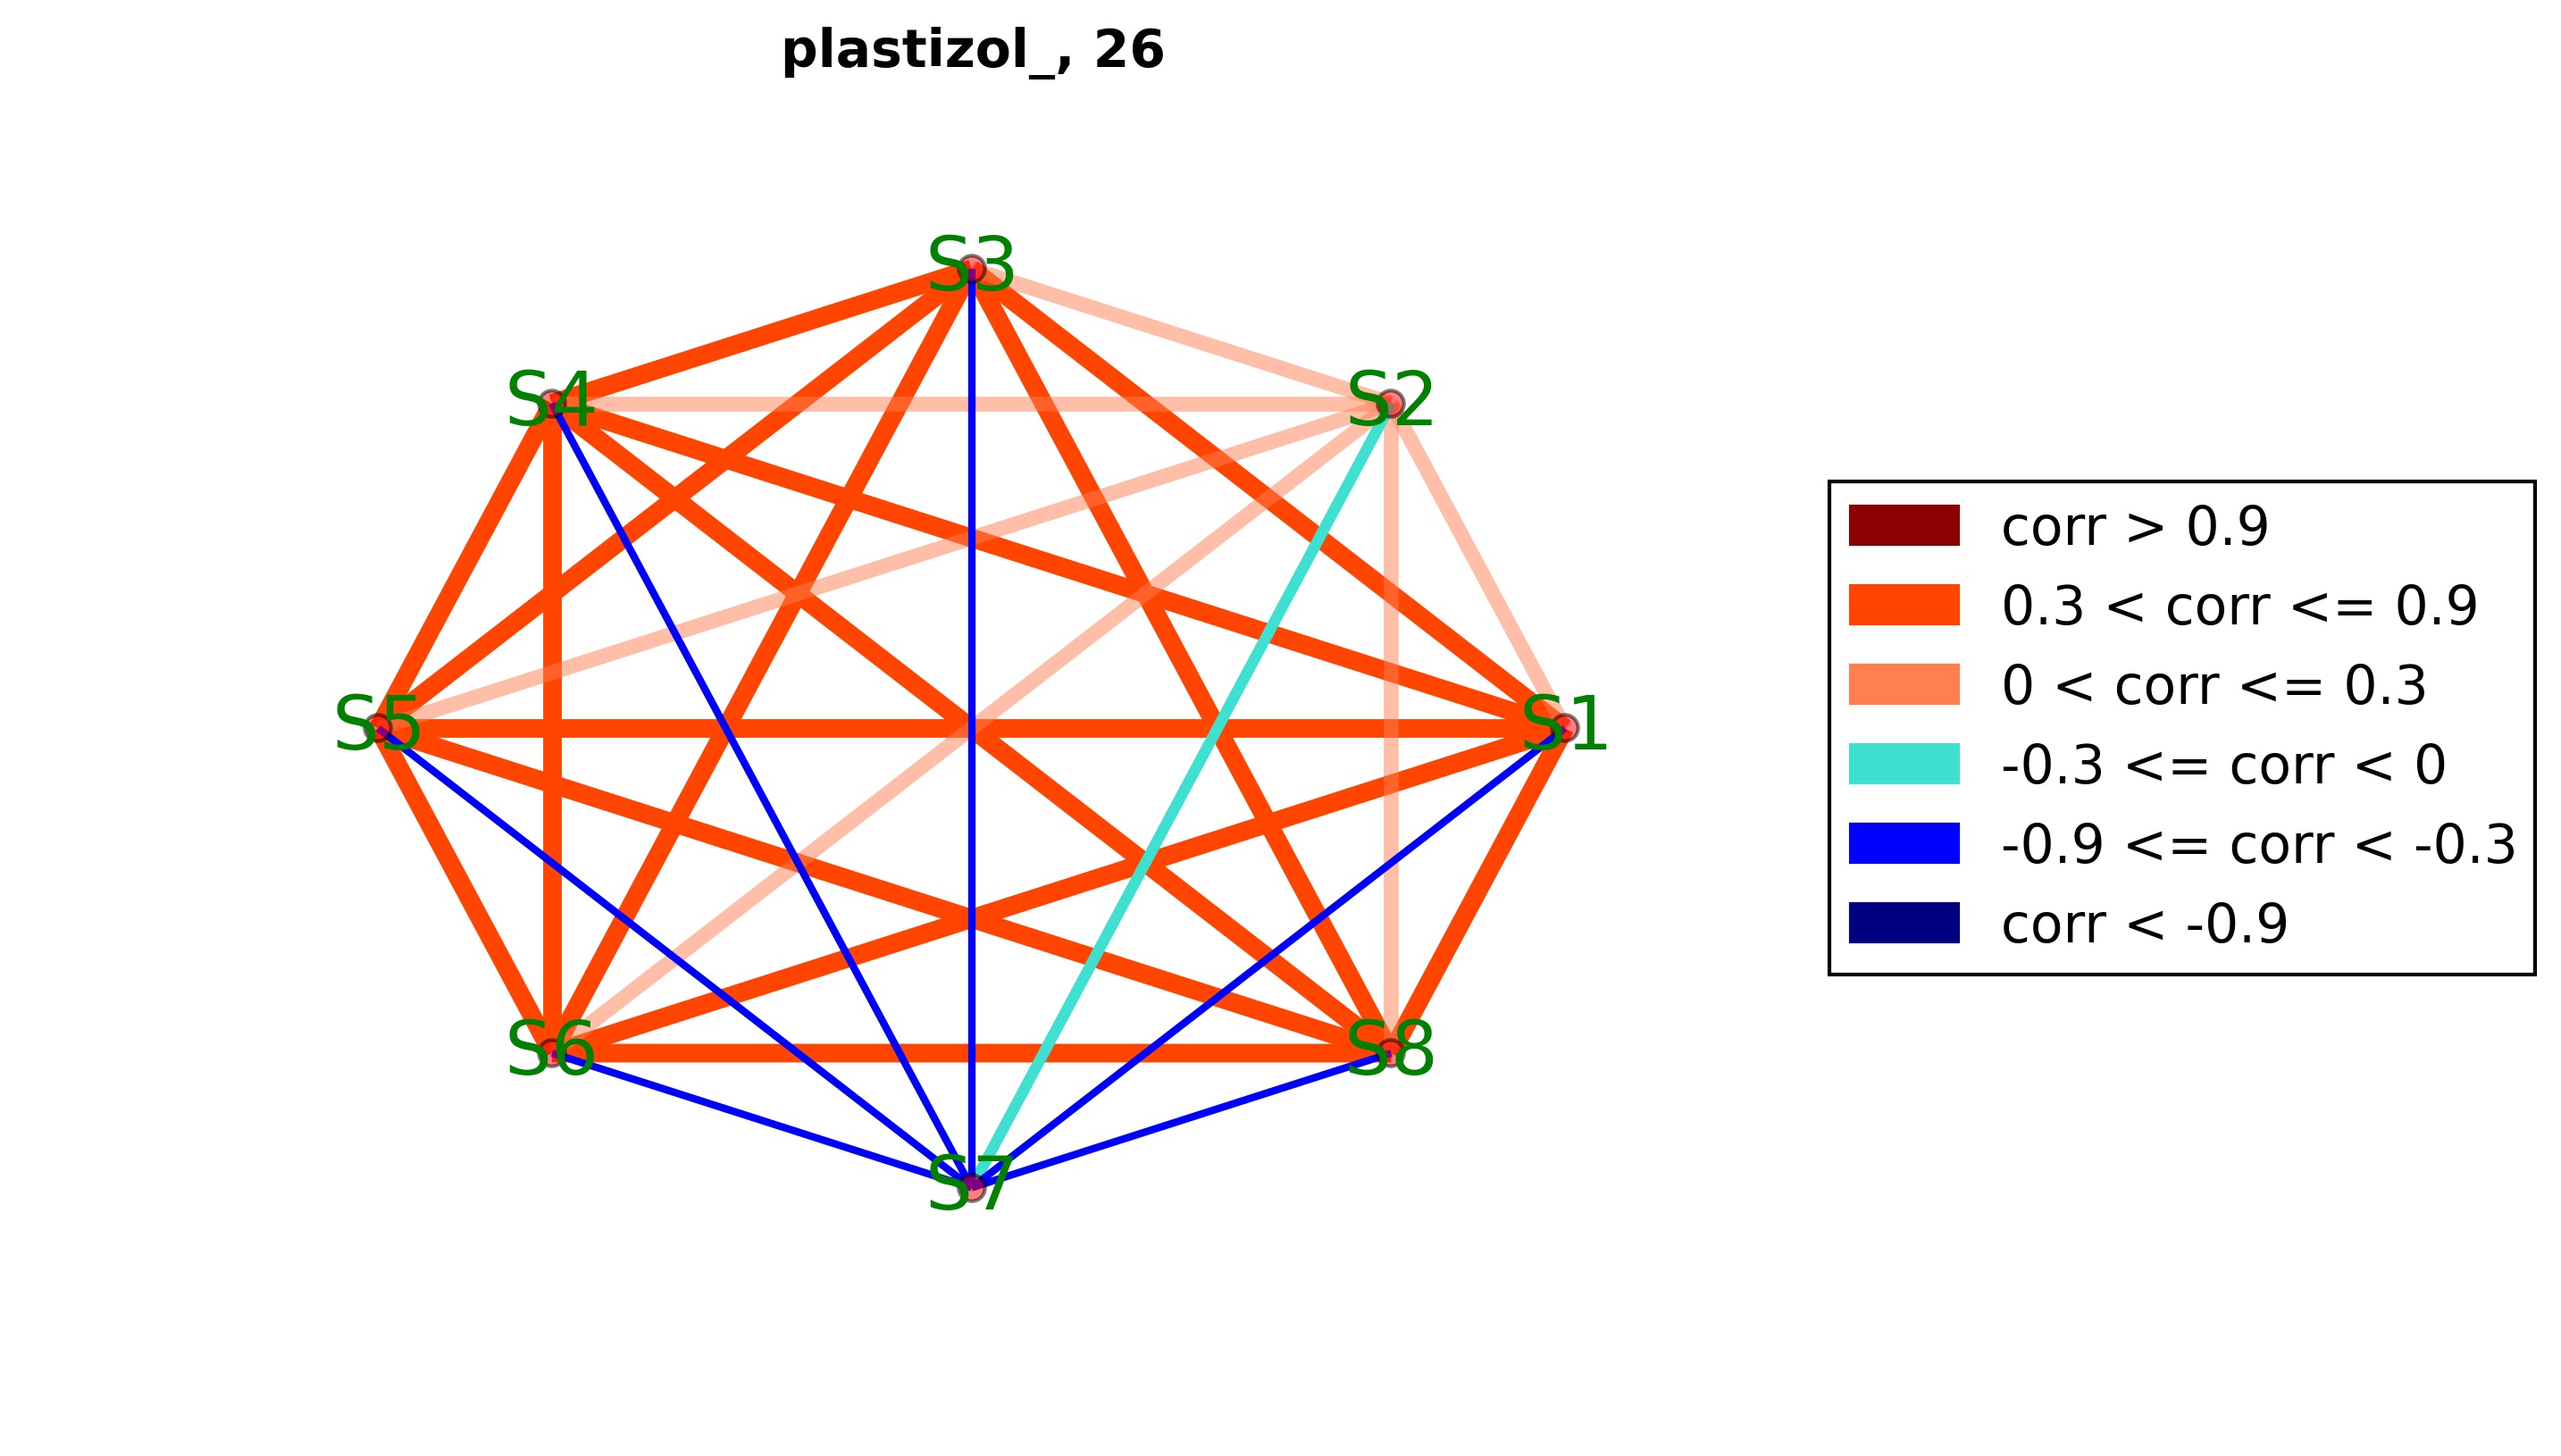 plastizol_, 26
S3
S4
S2
S5
S1
S6
S8
S7
corr > 0.9
0.3 < corr <= 0.9
0 < corr <= 0.3
-0.3 <= corr < 0
-0.9 <= corr < -0.3
corr < -0.9